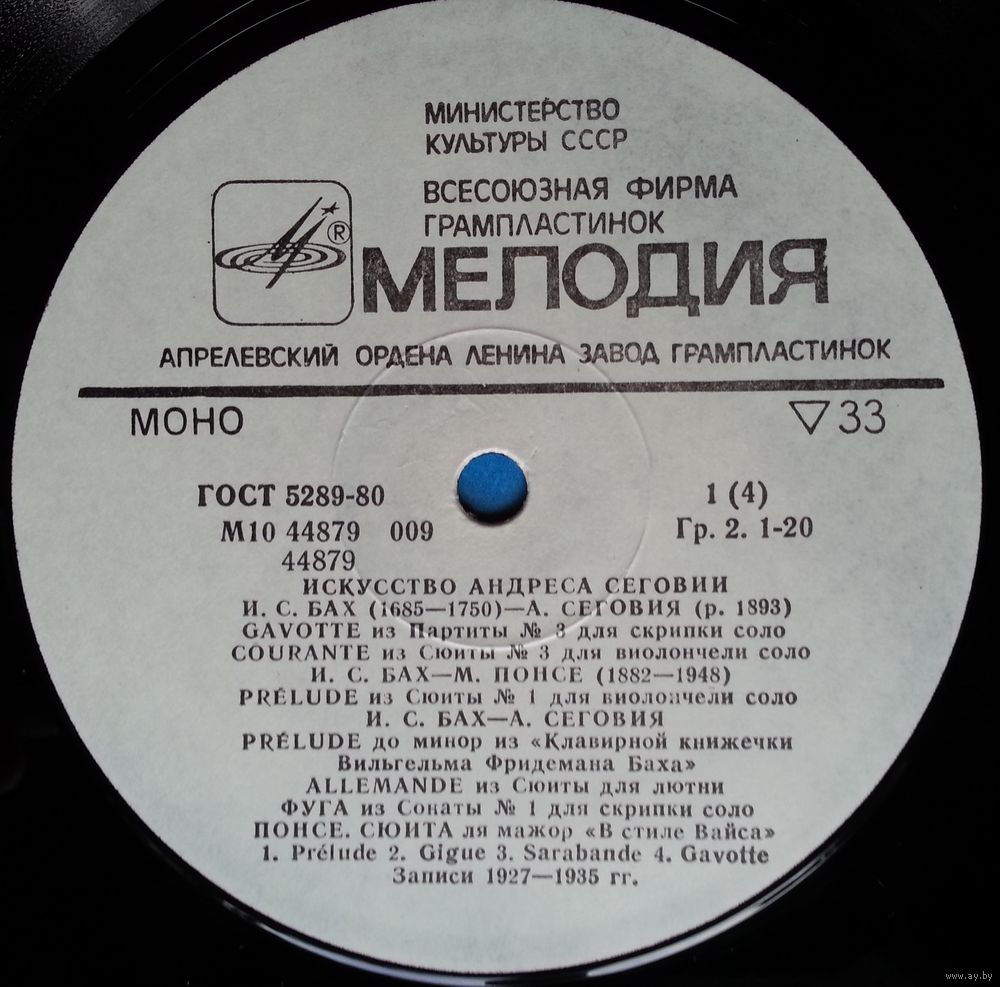 МИНИСТЕРСТВО
КУЛЬТУРЫ СССР
ВСЕСОЮЗНАЯ ФИРМА
ГРАМПЛАСТИНОК
®
МЕЛОДИЯ
АПРЕЛЕВСКИЙ ОРДЕНА ЛЕНИНА ЗАВОД ГРАМПЛАСТИНОК
МОНО ▽33
ГОСТ 5289-80 1 (4)
М10 44879 009 Гр. 2. 1-20
44879
ИСКУССТВО АНДРЕСА СЕГОВИИ
И. С. БАХ (1685—1750)—А. СЕГОВИЯ (р. 1893)
GAVOTTE из Партиты № 3 для скрипки соло
COURANTE из Сюиты № 3 для виолончели соло
И. С. БАХ—М. ПОНСЕ (1882—1948)
PRÉLUDE из Сюиты № 1 для виолончели соло
И. С. БАХ—А. СЕГОВИЯ
PRÉLUDE до минор из «Клавирной книжечки
Вильгельма Фридемана Баха»
ALLEMANDE из Сюиты для лютни
ФУГА из Сонаты № 1 для скрипки соло
ПОНСЕ. СЮИТА ля мажор «В стиле Вайса»
1. Prélude 2. Gigue 3. Sarabande 4. Gavotte
Записи 1927—1935 гг.
www.ay.by